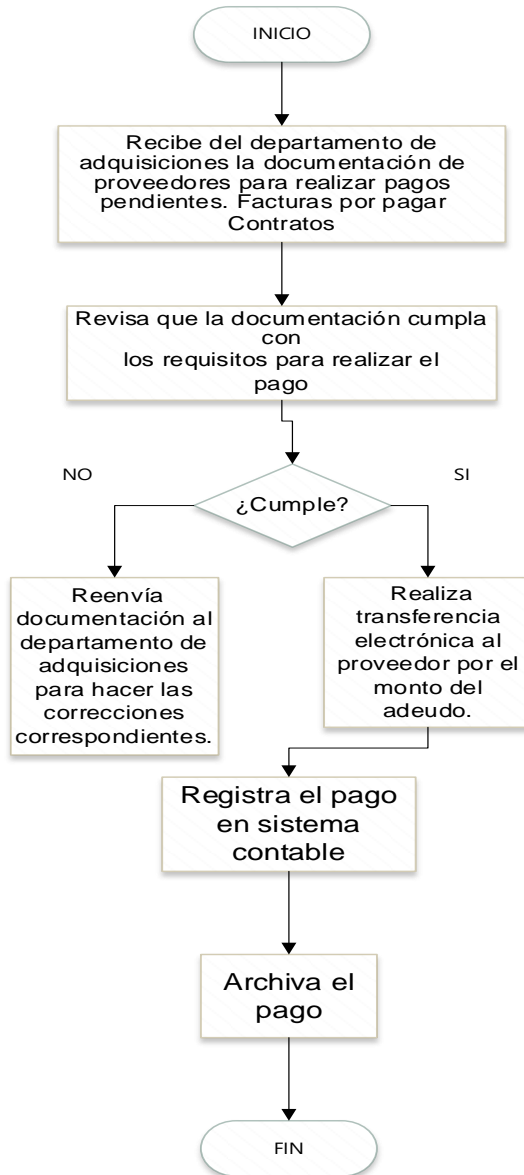 INICIO
Recibe del departamento de
adquisiciones la documentación de
proveedores para realizar pagos
pendientes. Facturas por pagar
Contratos
Revisa que la documentación cumpla
con
los requisitos para realizar el
pago
NO
SI
¿Cumple?
Reenvía
documentación al
departamento de
adquisiciones
para hacer las
correcciones
correspondientes.
Realiza
transferencia
electrónica al
proveedor por el
monto del
adeudo.
Registra el pago
en sistema
contable
Archiva el
pago
FIN